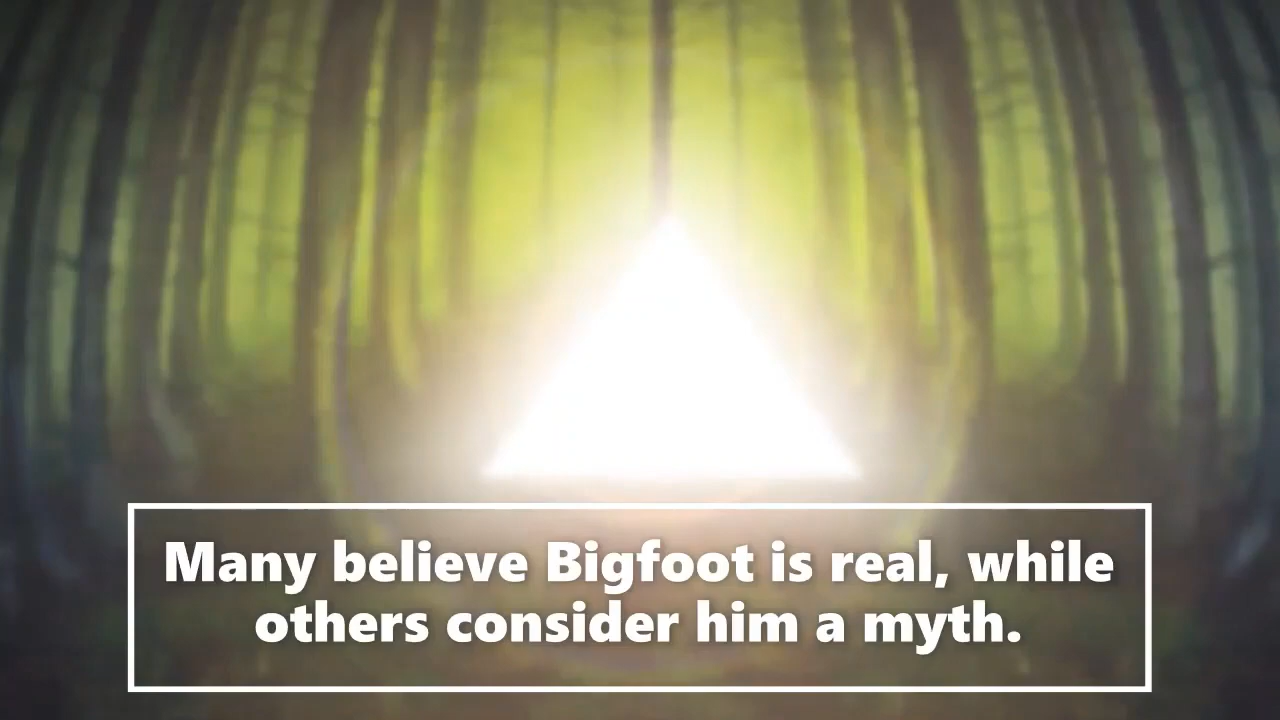 Many believe Bigfoot is real, while
others consider him a myth.